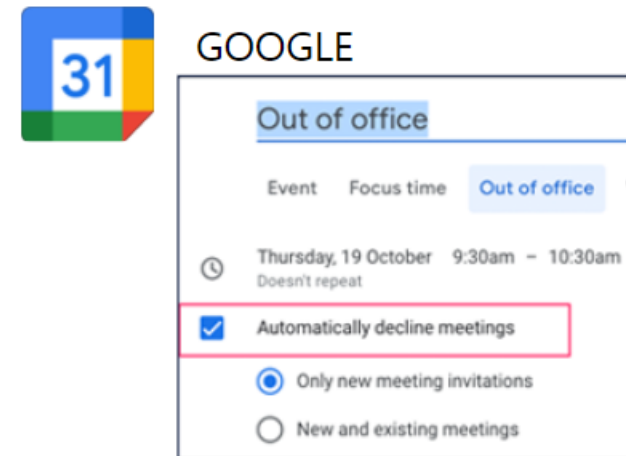 31
GOOGLE
Out of office
Event Focus time Out of office
Thursday, 19 October 9:30am – 10:30am
Doesn't repeat
Automatically decline meetings
Only new meeting invitations
New and existing meetings